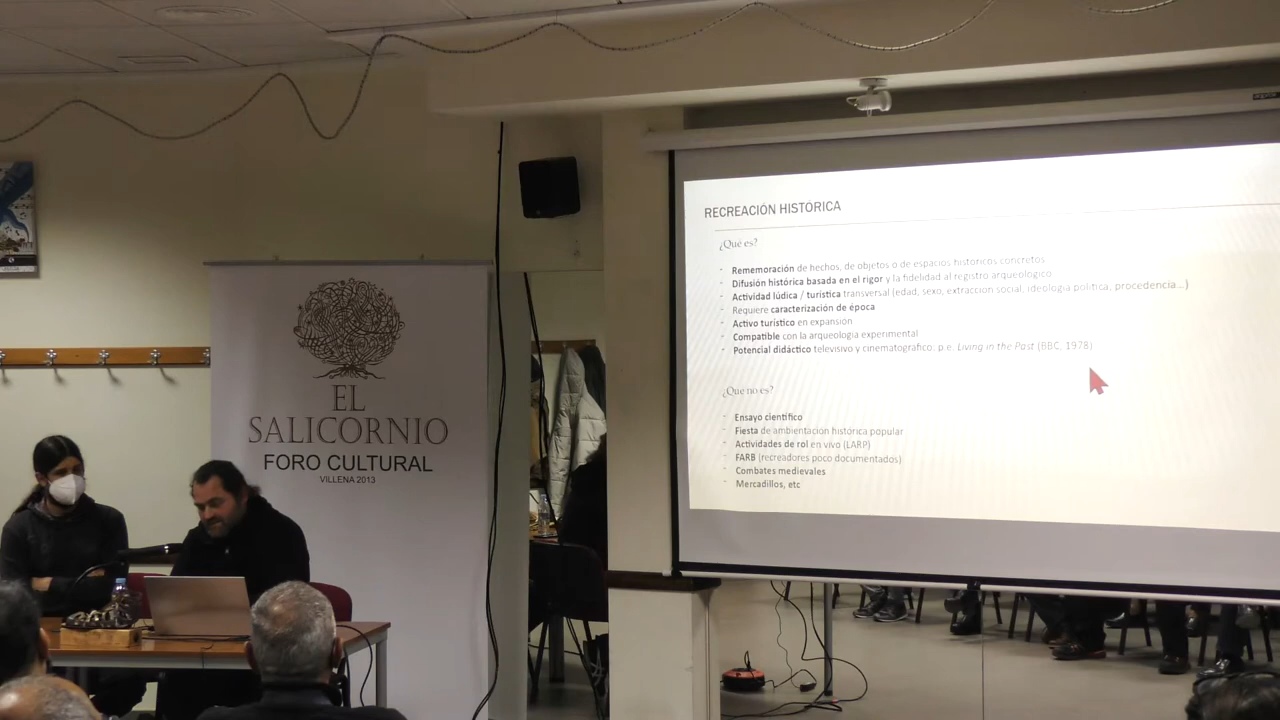 EL
SALICORNIO
FORO CULTURAL
VILLENA 2013
RECREACIÓN HISTÓRICA
¿Qué es?
- Rememoración de hechos, de objetos o de espacios históricos concretos
- Difusión histórica basada en el rigor y la fidelidad al registro arqueológico
- Actividad lúdica / turística transversal (edad, sexo, extracción social, ideología política, procedencia...)
- Requiere caracterización de época
- Activo turístico en expansión
- Compatible con la arqueología experimental
- Potencial didáctico televisivo y cinematográfico: p.e. Living in the Past (BBC, 1978)
¿Qué no es?
- Ensayo científico
- Fiesta de ambientación histórica popular
- Actividades de rol en vivo (LARP)
- FARB (recreadores poco documentados)
- Combates medievales
- Mercadillos, etc